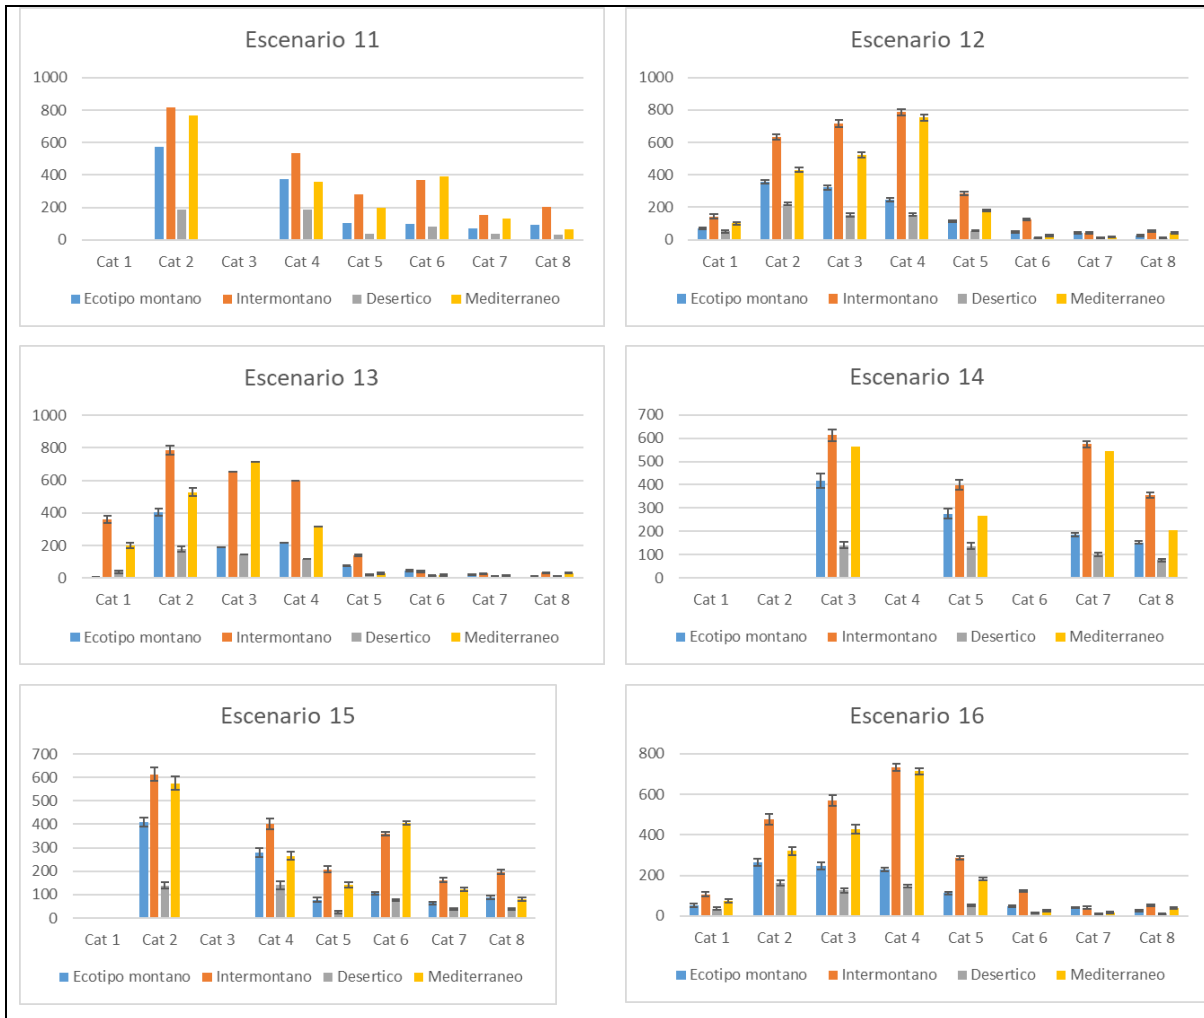 Escenario 11
1000
800
600
400
200
0
Cat 1 Cat 2 Cat 3 Cat 4 Cat 5 Cat 6 Cat 7 Cat 8
Ecotipo montano Intermontano Desertico Mediterraneo
Escenario 12
1000
800
600
400
200
0
Cat 1 Cat 2 Cat 3 Cat 4 Cat 5 Cat 6 Cat 7 Cat 8
Ecotipo montano Intermontano Desertico Mediterraneo
Escenario 13
1000
800
600
400
200
0
Cat 1 Cat 2 Cat 3 Cat 4 Cat 5 Cat 6 Cat 7 Cat 8
Ecotipo montano Intermontano Desertico Mediterraneo
Escenario 14
700
600
500
400
300
200
100
0
Cat 1 Cat 2 Cat 3 Cat 4 Cat 5 Cat 6 Cat 7 Cat 8
Ecotipo montano Intermontano Desertico Mediterraneo
Escenario 15
700
600
500
400
300
200
100
0
Cat 1 Cat 2 Cat 3 Cat 4 Cat 5 Cat 6 Cat 7 Cat 8
Ecotipo montano Intermontano Desertico Mediterraneo
Escenario 16
800
600
400
200
0
Cat 1 Cat 2 Cat 3 Cat 4 Cat 5 Cat 6 Cat 7 Cat 8
Ecotipo montano Intermontano Desertico Mediterraneo